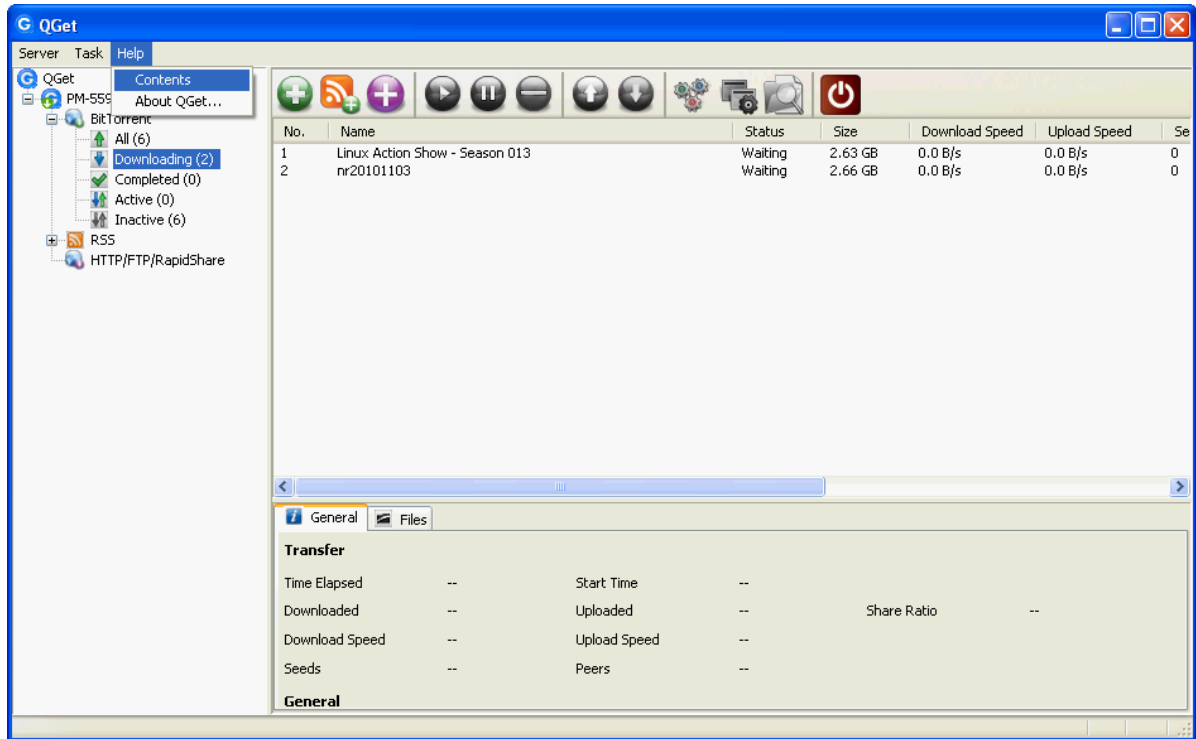 QGet
Server Task Help
Contents
About QGet...
QGet
PM-559
BitTorrent
All (6)
Downloading (2)
Completed (0)
Active (0)
Inactive (6)
RSS
HTTP/FTP/RapidShare
No. Name Status Size Download Speed Upload Speed Se
1 Linux Action Show - Season 013 Waiting 2.63 GB 0.0 B/s 0.0 B/s 0
2 nr20101103 Waiting 2.66 GB 0.0 B/s 0.0 B/s 0
General Files
Transfer
Time Elapsed -- Start Time --
Downloaded -- Uploaded -- Share Ratio --
Download Speed -- Upload Speed --
Seeds -- Peers --
General